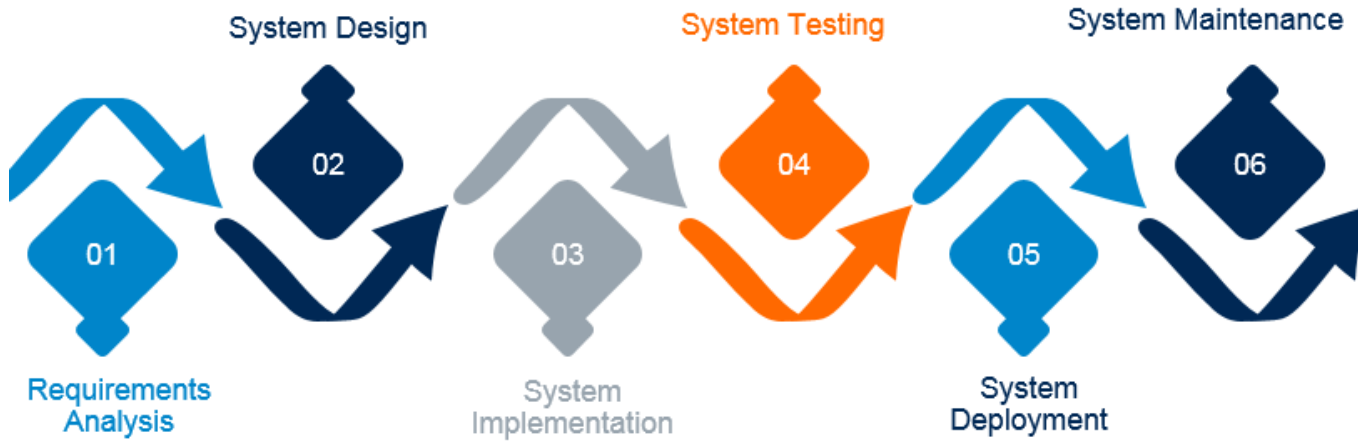 System Design
System Testing
System Maintenance
02
04
06
01
03
05
Requirements
Analysis
System
Implementation
System
Deployment